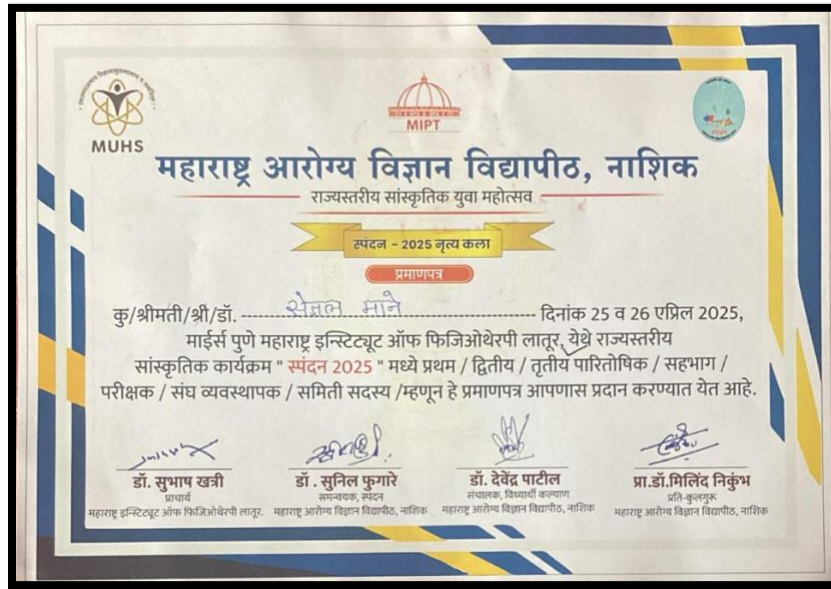 MUHS
MIPT
महाराष्ट्र आरोग्य विज्ञान विद्यापीठ, नाशिक
राज्यस्तरीय सांस्कृतिक युवा महोत्सव
स्पंदन - 2025 नृत्य कला
प्रमाणपत्र
कु/श्रीमती/श्री/डॉ. सेजल माने दिनांक 25 व 26 एप्रिल 2025,
माईर्स पुणे महाराष्ट्र इन्स्टिट्यूट ऑफ फिजिओथेरपी लातूर, येथे राज्यस्तरीय
सांस्कृतिक कार्यक्रम " स्पंदन 2025 " मध्ये प्रथम / द्वितीय / तृतीय पारितोषिक / सहभाग /
परीक्षक / संघ व्यवस्थापक / समिती सदस्य /म्हणून हे प्रमाणपत्र आपणास प्रदान करण्यात येत आहे.
डॉ. सुभाष खत्री
प्राचार्य
महाराष्ट्र इन्स्टिट्यूट ऑफ फिजिओथेरपी लातूर.
डॉ . सुनिल फुगारे
समन्वयक, स्पंदन
महाराष्ट्र आरोग्य विज्ञान विद्यापीठ, नाशिक
डॉ. देवेंद्र पाटील
संचालक, विध्यार्थी कल्याण
महाराष्ट्र आरोग्य विज्ञान विद्यापीठ, नाशिक
प्रा.डॉ.मिलिंद निकुंभ
प्रति-कुलगुरू
महाराष्ट्र आरोग्य विज्ञान विद्यापीठ, नाशिक